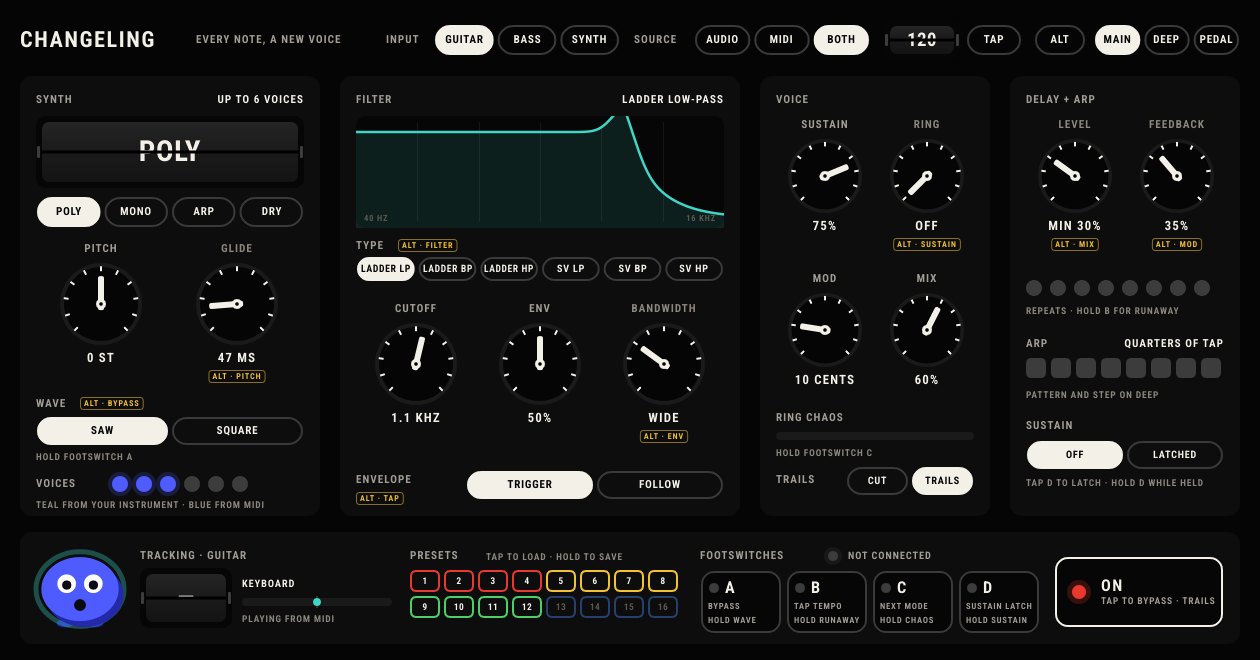 CHANGELING EVERY NOTE, A NEW VOICE INPUT GUITAR BASS SYNTH SOURCE AUDIO MIDI BOTH 120 TAP ALT MAIN DEEP PEDAL
SYNTH UP TO 6 VOICES
POLY
POLY MONO ARP DRY
PITCH GLIDE
0 ST 47 MS
ALT · PITCH
WAVE ALT · BYPASS
SAW SQUARE
HOLD FOOTSWITCH A
VOICES
TEAL FROM YOUR INSTRUMENT · BLUE FROM MIDI
FILTER LADDER LOW-PASS
40 HZ 16 KHZ
TYPE ALT · FILTER
LADDER LP LADDER BP LADDER HP SV LP SV BP SV HP
CUTOFF ENV BANDWIDTH
1.1 KHZ 50% WIDE
ALT · ENV
ENVELOPE TRIGGER FOLLOW
ALT · TAP
VOICE
SUSTAIN RING
75% OFF
ALT · SUSTAIN
MOD MIX
10 CENTS 60%
RING CHAOS
HOLD FOOTSWITCH C
TRAILS CUT TRAILS
DELAY + ARP
LEVEL FEEDBACK
MIN 30% 35%
ALT · MIX ALT · MOD
REPEATS · HOLD B FOR RUNAWAY
ARP QUARTERS OF TAP
PATTERN AND STEP ON DEEP
SUSTAIN
OFF LATCHED
TAP D TO LATCH · HOLD D WHILE HELD
TRACKING · GUITAR
—
KEYBOARD
PLAYING FROM MIDI
PRESETS TAP TO LOAD · HOLD TO SAVE
1 2 3 4 5 6 7 8
9 10 11 12 13 14 15 16
FOOTSWITCHES NOT CONNECTED
A B C D
BYPASS TAP TEMPO NEXT MODE SUSTAIN LATCH
HOLD WAVE HOLD RUNAWAY HOLD CHAOS HOLD SUSTAIN
ON
TAP TO BYPASS · TRAILS